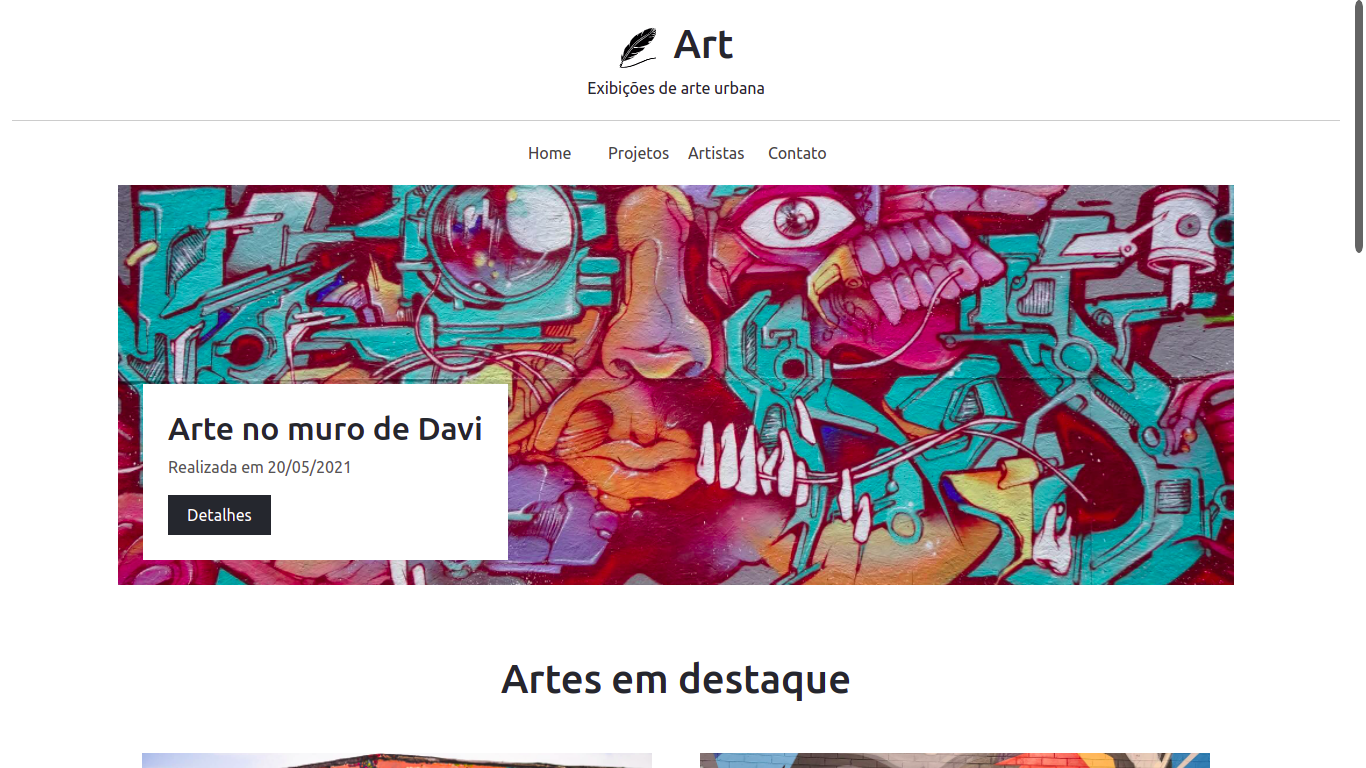 Art
Exibições de arte urbana
Home Projetos Artistas Contato
Arte no muro de Davi
Realizada em 20/05/2021
Detalhes
Artes em destaque